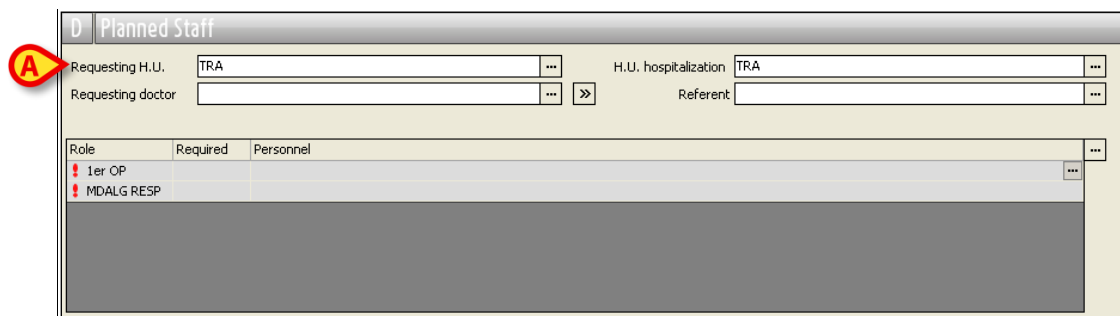 D Planned Staff
A
Requesting H.U. TRA ... H.U. hospitalization TRA ...
Requesting doctor ... » Referent ...
Role Required Personnel ...
! 1er OP ...
! MDALG RESP